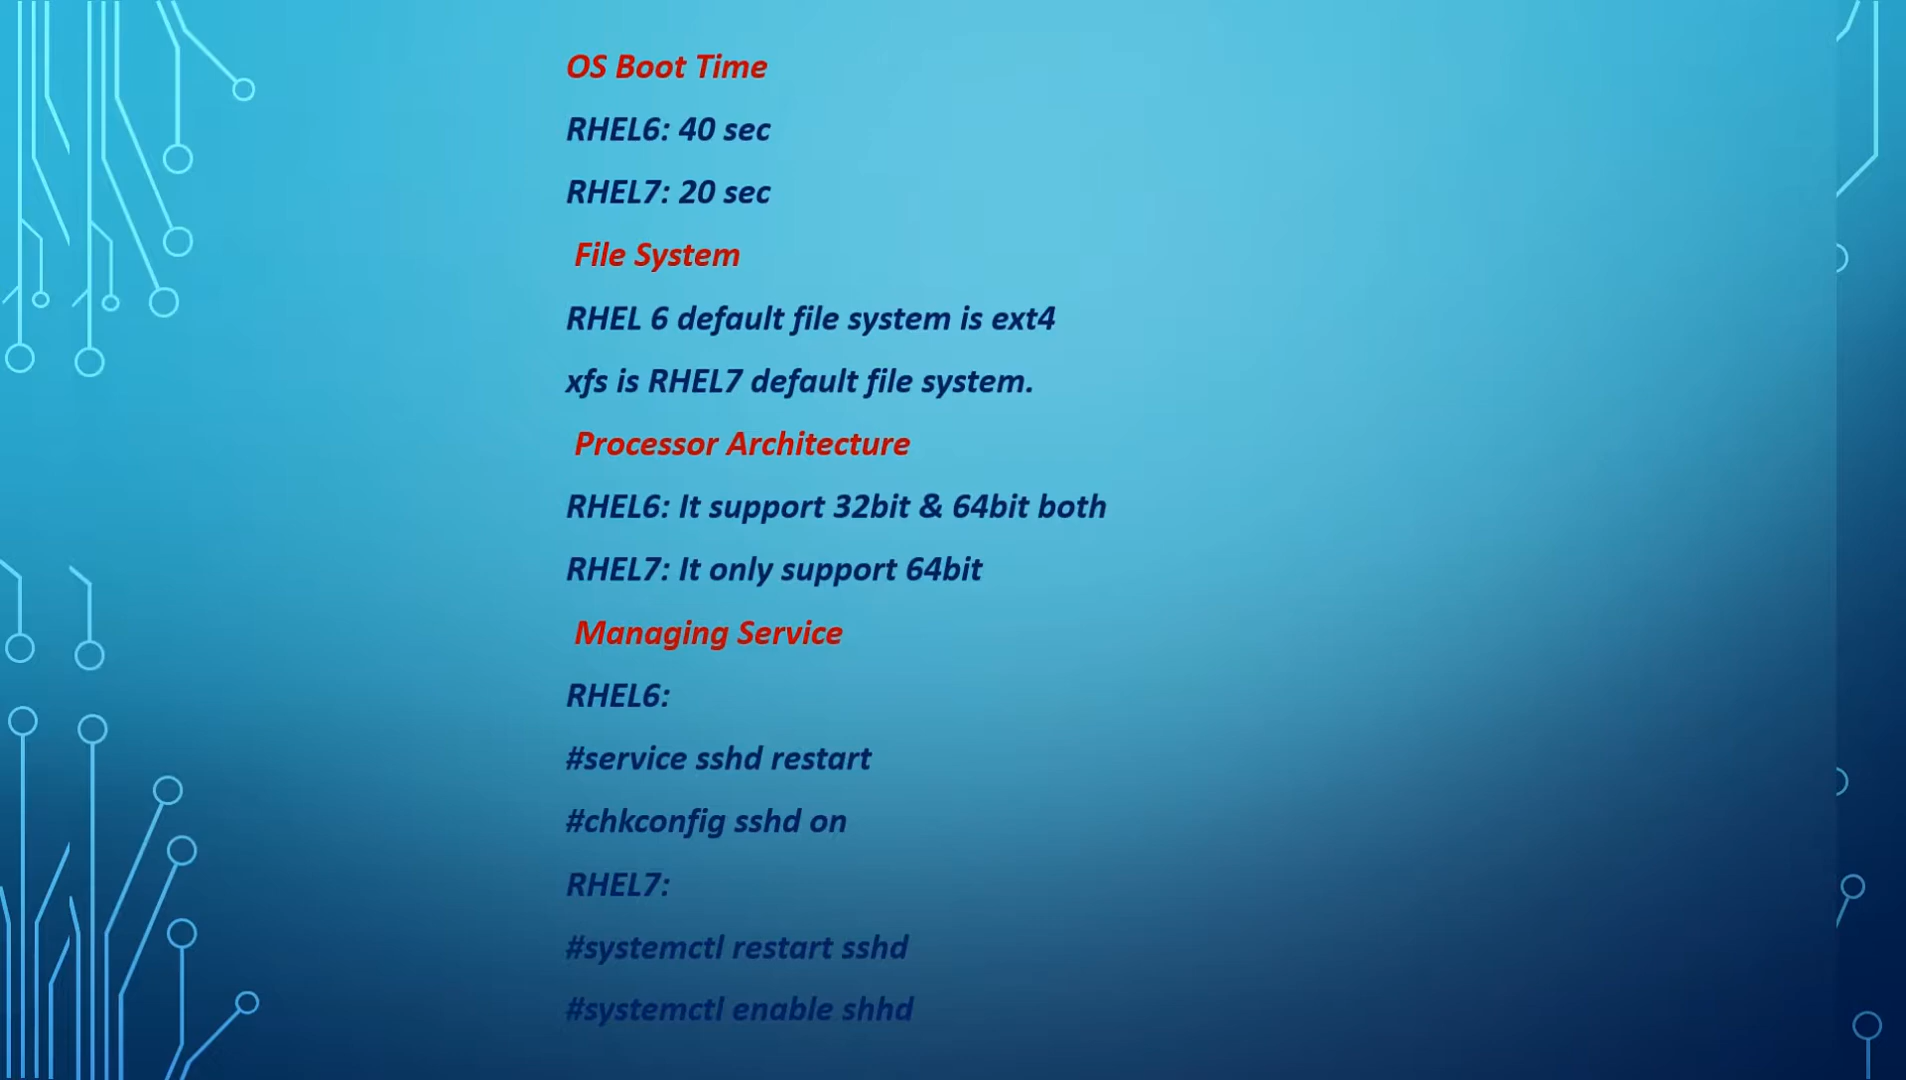 OS Boot Time
RHEL6: 40 sec
RHEL7: 20 sec
File System
RHEL 6 default file system is ext4
xfs is RHEL7 default file system.
Processor Architecture
RHEL6: It support 32bit & 64bit both
RHEL7: It only support 64bit
Managing Service
RHEL6:
#service sshd restart
#chkconfig sshd on
RHEL7:
#systemctl restart sshd
#systemctl enable shhd